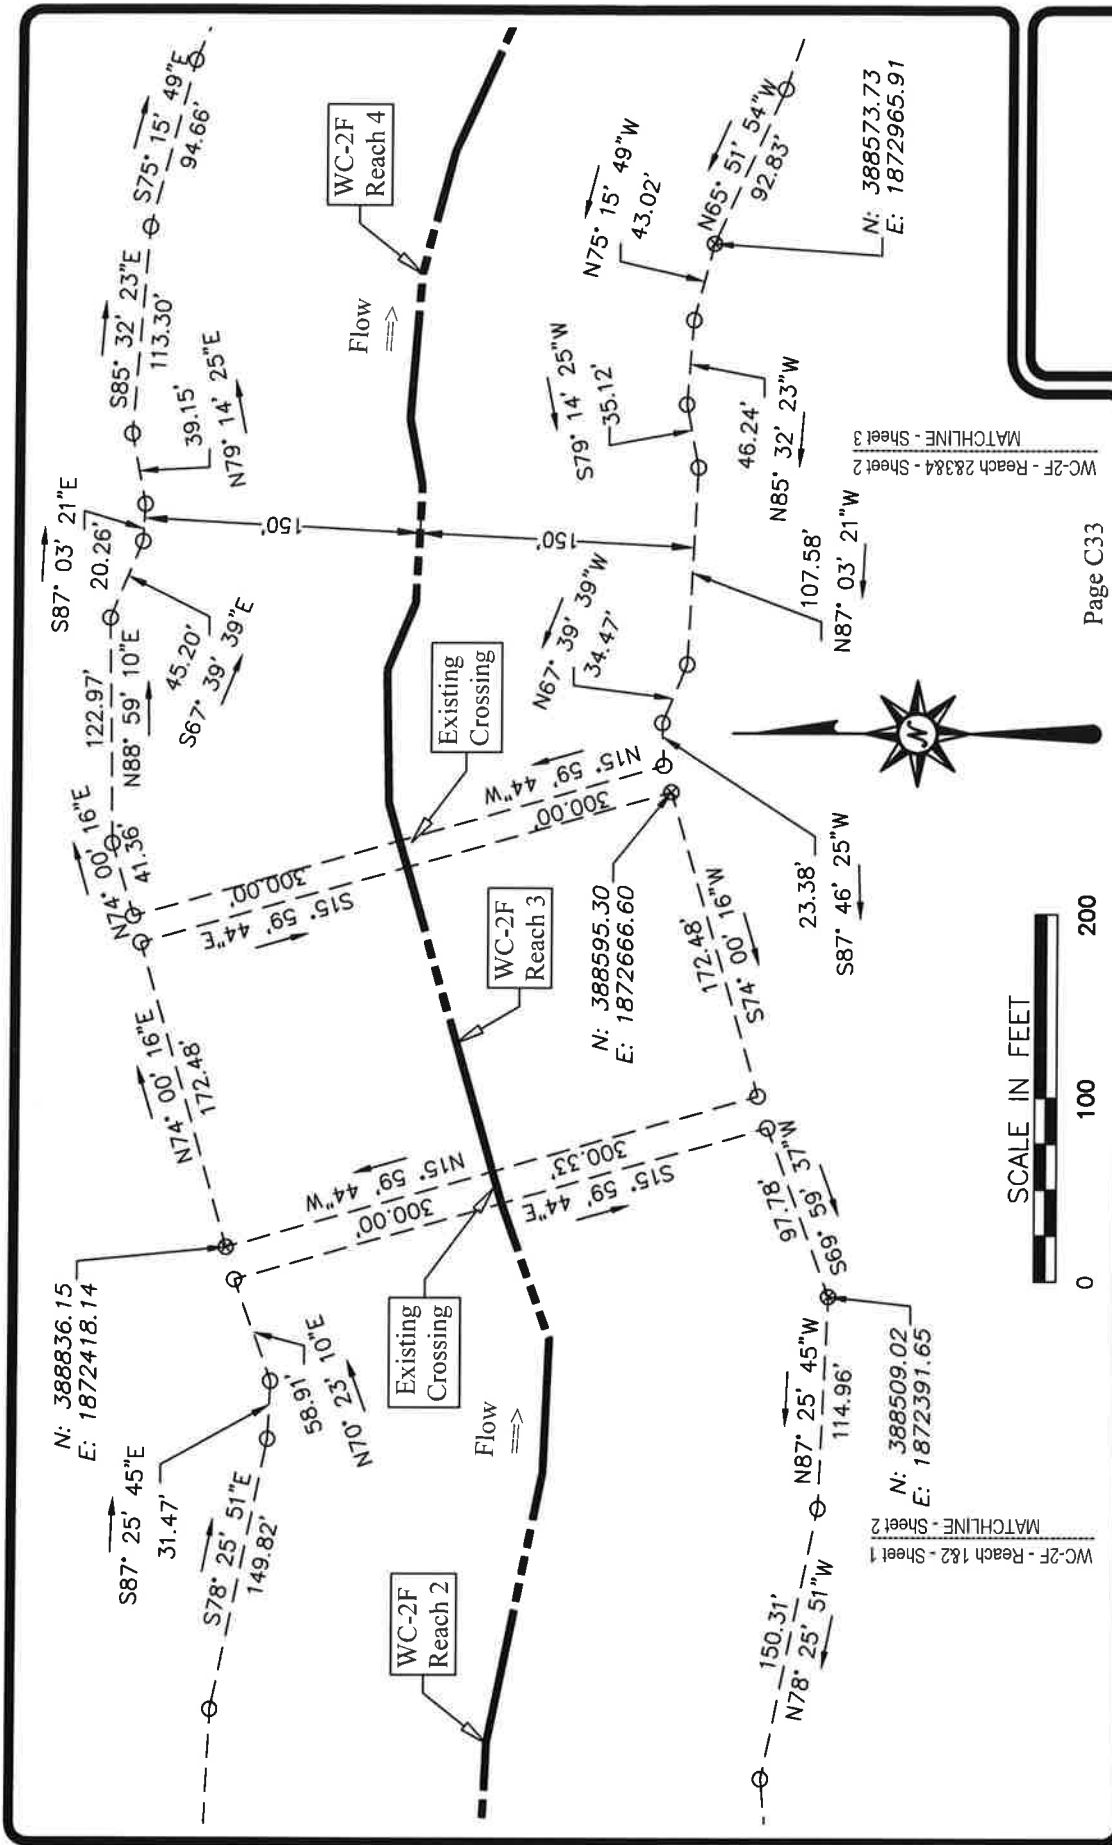 N: 388836.15
E: 1872418.14
S87° 25' 45"E
31.47'
S78° 25' 51"E
149.82'
58.91'
N70° 23' 10"E
N74° 00' 16"E
172.48'
N74° 00' 16"E
41.36'
122.97'
N88° 59' 10"E
45.20'
S67° 39' 39"E
S87° 03' 21"E
20.26'
39.15'
N79° 14' 25"E
S85° 32' 23"E
113.30'
S75° 15' 49"E
94.66'
WC-2F
Reach 2
Flow
==>
Existing
Crossing
300.00'
S15° 59' 44"E
N15° 59' 44"W
300.33'
WC-2F
Reach 3
S15° 59' 44"E
300.00'
300.00'
N15° 59' 44"W
Existing
Crossing
150'
150'
Flow
==>
WC-2F
Reach 4
150.31'
N78° 25' 51"W
N87° 25' 45"W
114.96'
N: 388509.02
E: 1872391.65
97.78'
S69° 59' 37"W
N: 388595.30
E: 1872666.60
172.48'
S74° 00' 16"W
23.38'
S87° 46' 25"W
N67° 39' 39"W
34.47'
107.58'
N87° 03' 21"W
S79° 14' 25"W
35.12'
46.24'
N85° 32' 23"W
N75° 15' 49"W
43.02'
N65° 51' 54"W
92.83'
N: 388573.73
E: 1872965.91
WC-2F - Reach 1&2 - Sheet 1
MATCHLINE - Sheet 2
WC-2F - Reach 2&3&4 - Sheet 2
MATCHLINE - Sheet 3
N
SCALE IN FEET
0 100 200
Page C33